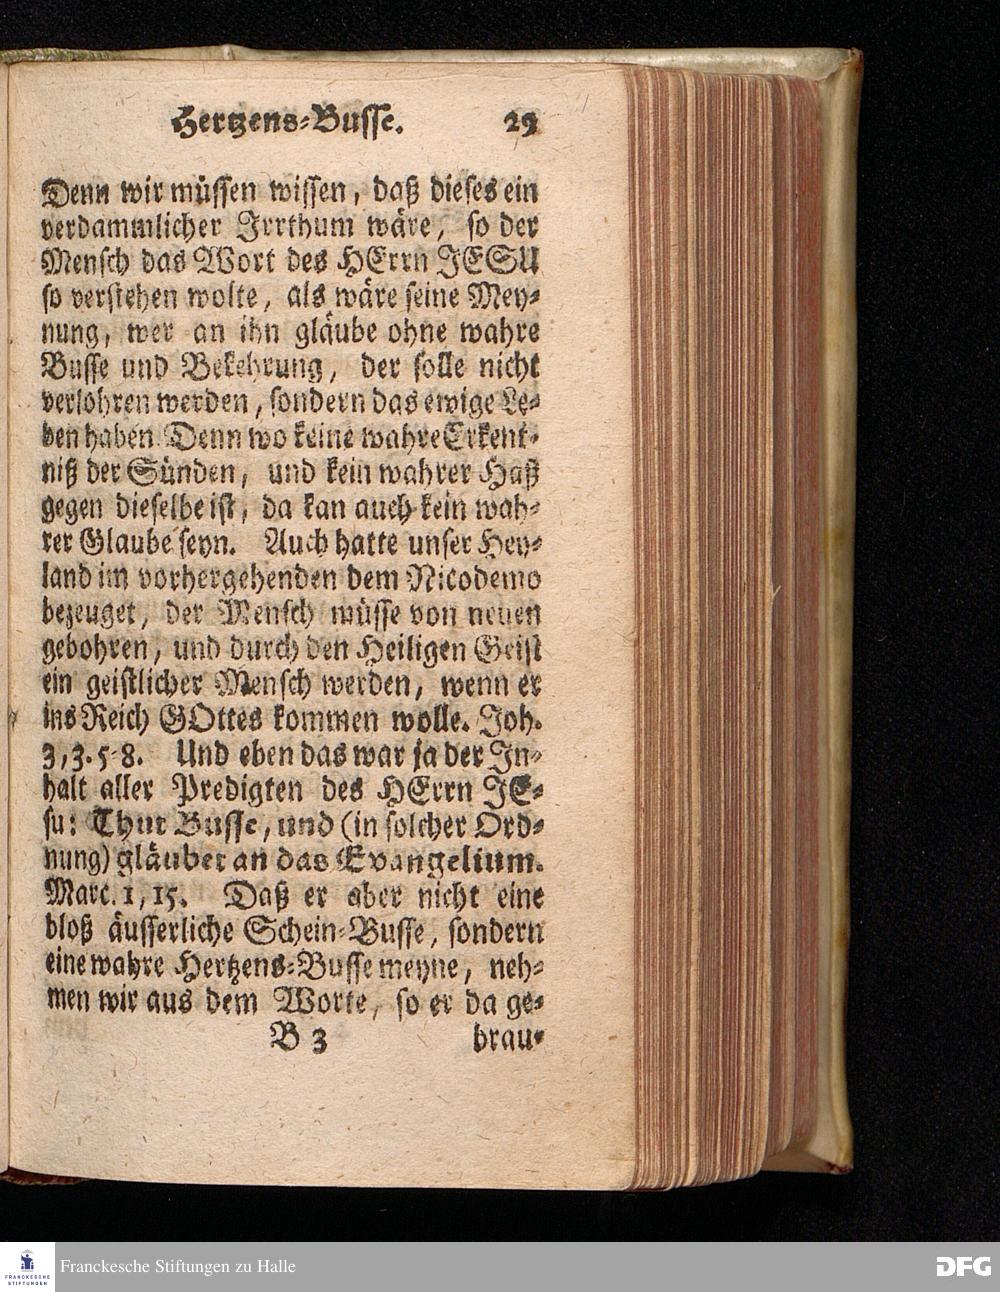 Hertzens-Busse. 29
Denn wir müssen wissen, daß dieses ein
verdammlicher Irrthum wäre, so der
Mensch das Wort des HErrn JESU
so verstehen wolte, als wäre seine Mey-
nung, wer an ihn gläube ohne wahre
Busse und Bekehrung, der solle nicht
verlohren werden, sondern das ewige Le-
ben haben. Denn wo keine wahre Erkent-
niß der Sünden, und kein wahrer Haß
gegen dieselbe ist, da kan auch kein wah-
rer Glaube seyn. Auch hatte unser Hey-
land im vorhergehenden dem Nicodemo
bezeuget, der Mensch müsse von neuen
gebohren, und durch den Heiligen Geist
ein geistlicher Mensch werden, wenn er
ins Reich GOttes kommen wolle. Joh.
3,3.5-8. Und eben das war ja der In-
halt aller Predigten des HErrn JE-
su: Thut Busse, und (in solcher Ord-
nung) gläubet an das Evangelium.
Marc. 1, 15. Daß er aber nicht eine
bloß äusserliche Schein-Busse, sondern
eine wahre Hertzens-Busse meyne, neh-
men wir aus dem Worte, so er da ge-
B 3 brau-
FRANCKESCHE
STIFTUNGEN
Franckesche Stiftungen zu Halle
DFG